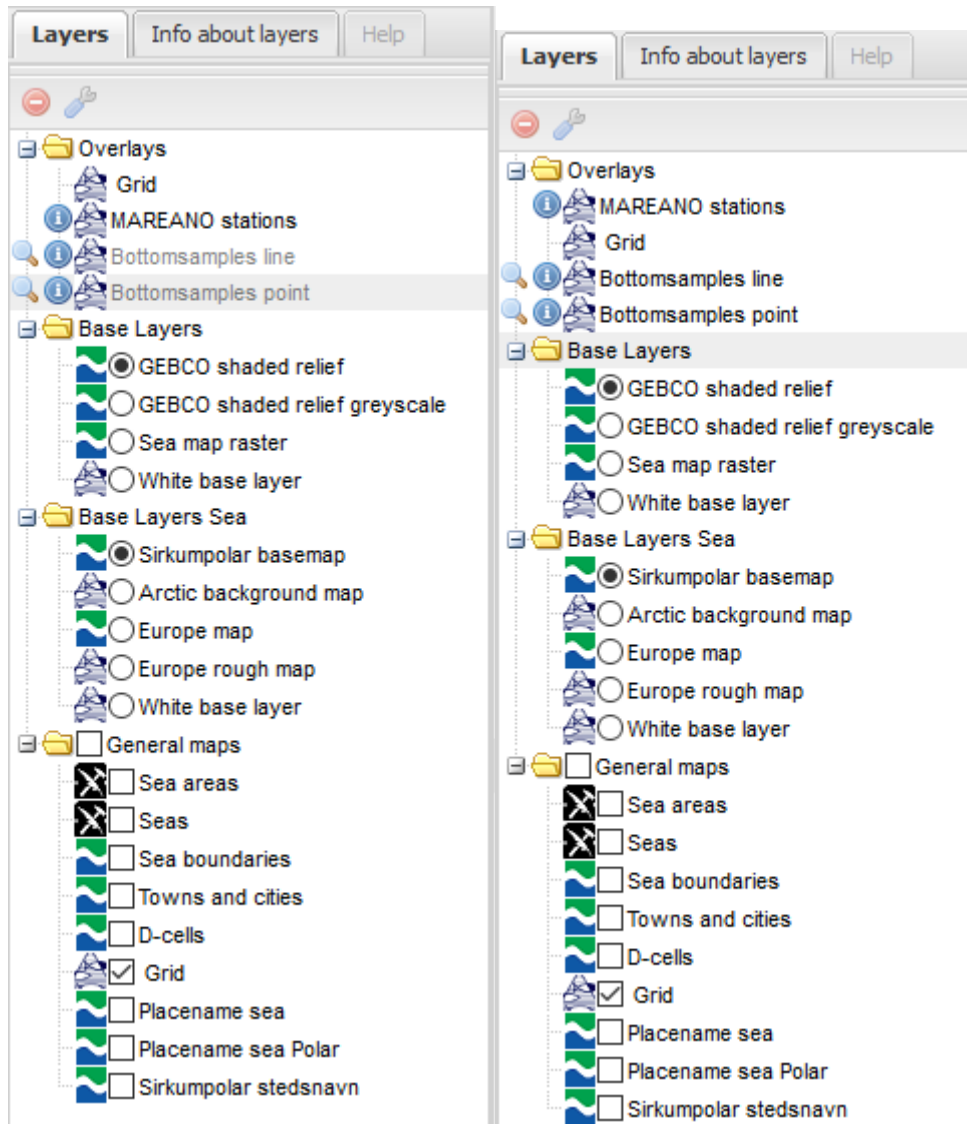 Layers Info about layers Help
Overlays
Grid
MAREANO stations
Bottomsamples line
Bottomsamples point
Base Layers
GEBCO shaded relief
GEBCO shaded relief greyscale
Sea map raster
White base layer
Base Layers Sea
Sirkumpolar basemap
Arctic background map
Europe map
Europe rough map
White base layer
General maps
Sea areas
Seas
Sea boundaries
Towns and cities
D-cells
Grid
Placename sea
Placename sea Polar
Sirkumpolar stedsnavn
Layers Info about layers Help
Overlays
MAREANO stations
Grid
Bottomsamples line
Bottomsamples point
Base Layers
GEBCO shaded relief
GEBCO shaded relief greyscale
Sea map raster
White base layer
Base Layers Sea
Sirkumpolar basemap
Arctic background map
Europe map
Europe rough map
White base layer
General maps
Sea areas
Seas
Sea boundaries
Towns and cities
D-cells
Grid
Placename sea
Placename sea Polar
Sirkumpolar stedsnavn